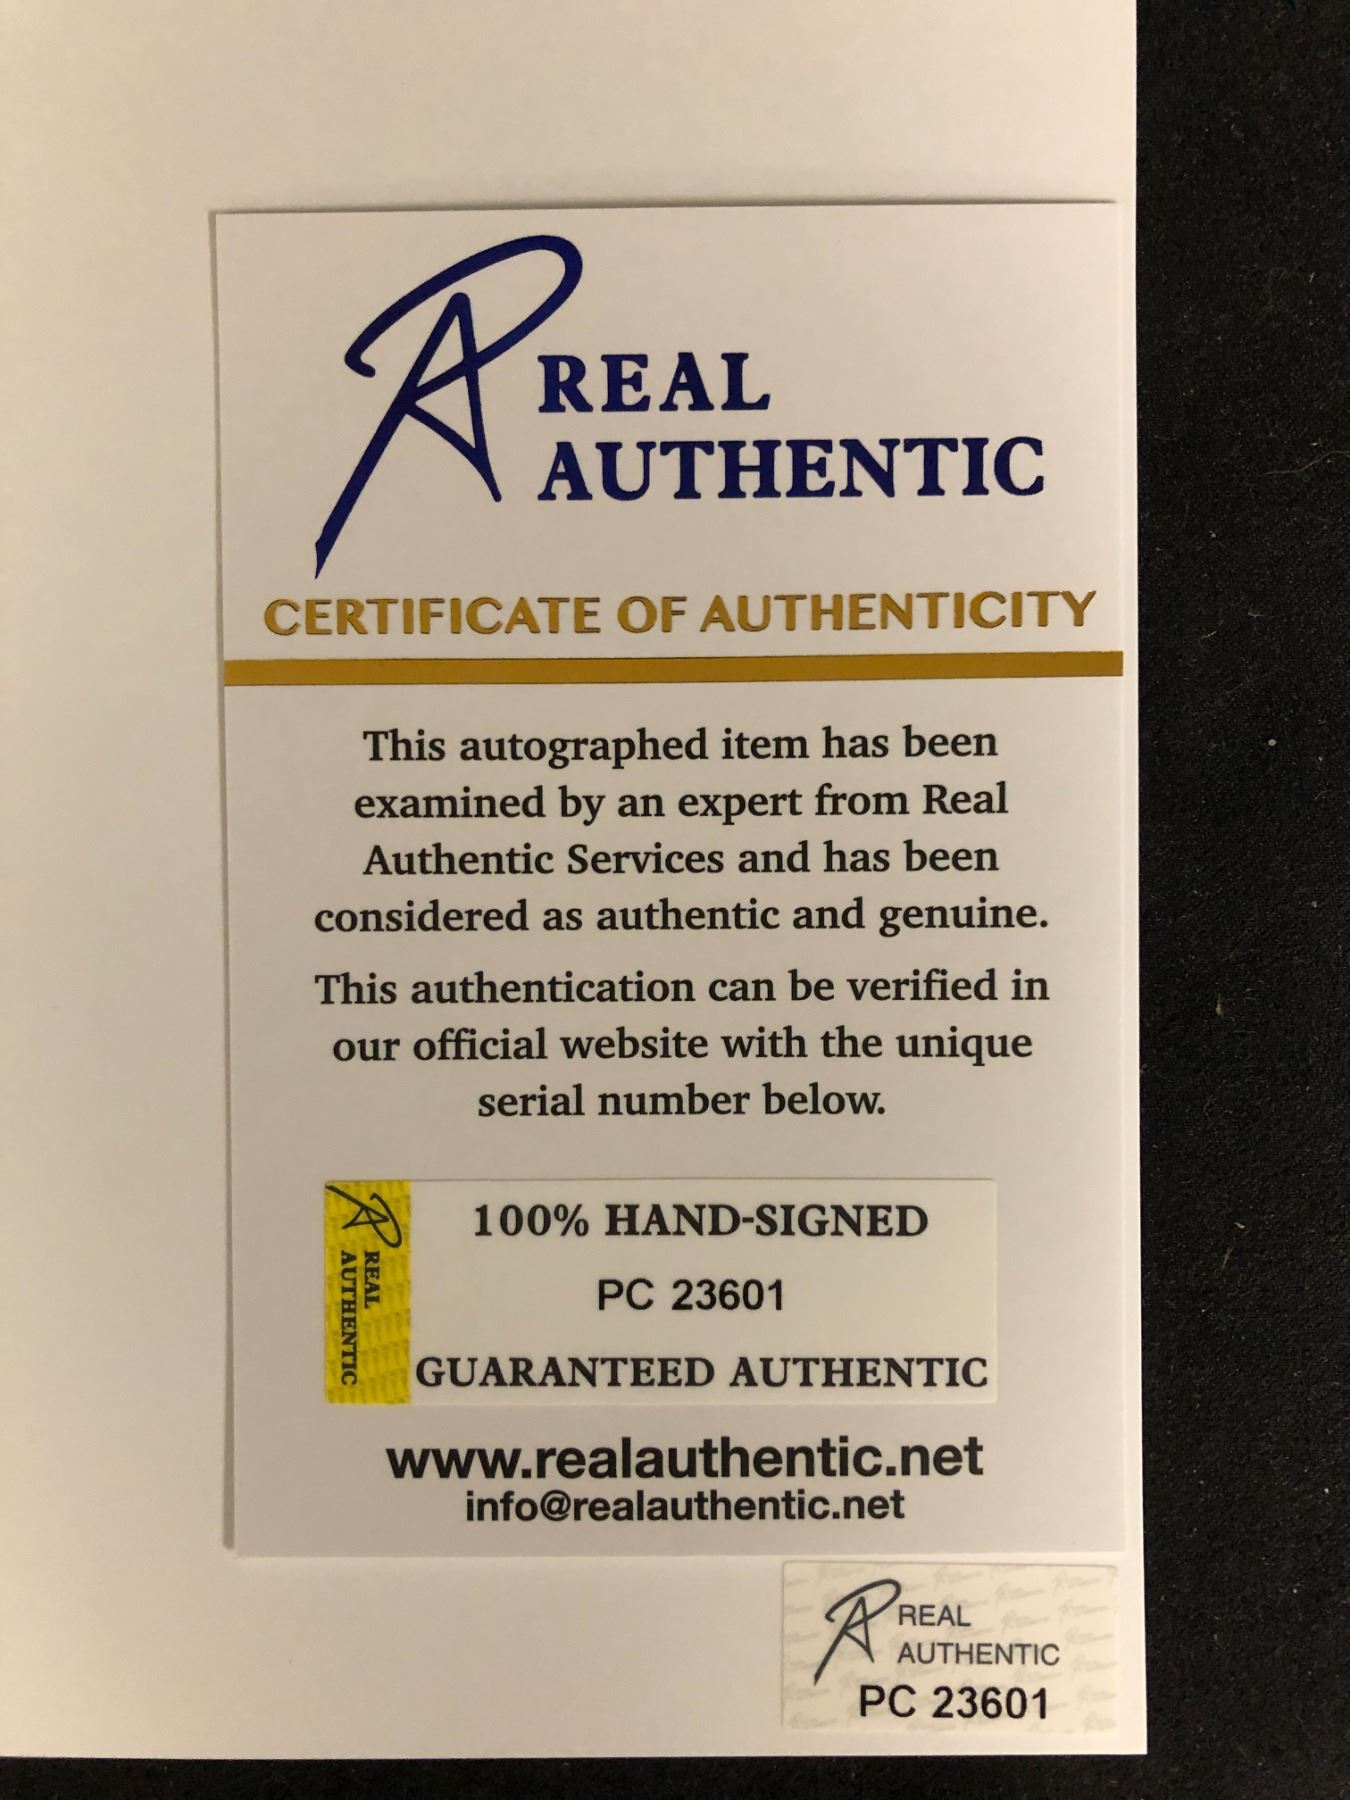 REAL
AUTHENTIC
CERTIFICATE OF AUTHENTICITY
This autographed item has been
examined by an expert from Real
Authentic Services and has been
considered as authentic and genuine.
This authentication can be verified in
our official website with the unique
serial number below.
REAL
AUTHENTIC
100% HAND-SIGNED
PC 23601
GUARANTEED AUTHENTIC
www.realauthentic.net
info@realauthentic.net
REAL
AUTHENTIC
PC 23601